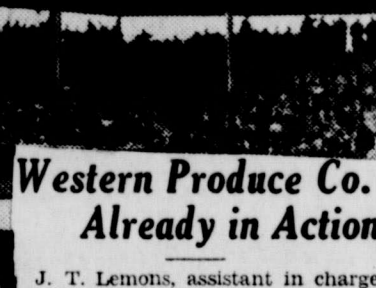 Western Produce Co.
Already in Action
J. T. Lemons, assistant in charge